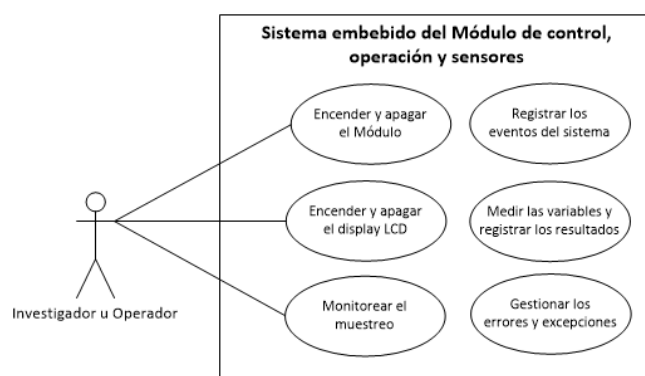 Sistema embebido del Módulo de control,
operación y sensores
Encender y apagar
el Módulo
Registrar los
eventos del sistema
Encender y apagar
el display LCD
Medir las variables y
registrar los resultados
Monitorear el
muestreo
Gestionar los
errores y excepciones
Investigador u Operador